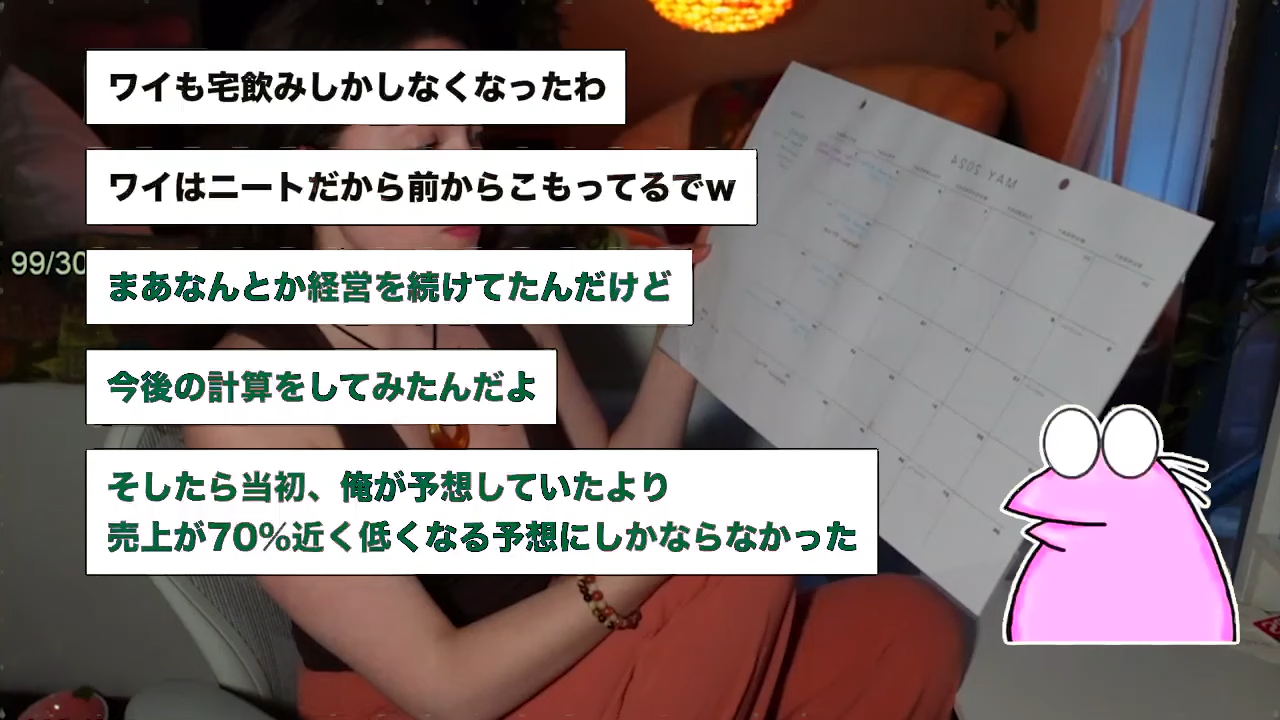 ワイも宅飲みしかしなくなったわ
ワイはニートだから前からこもってるでw
99/30
まあなんとか経営を続けてたんだけど
今後の計算をしてみたんだよ
そしたら当初、俺が予想していたより
売上が70%近く低くなる予想にしかならなかった
MAY 2024